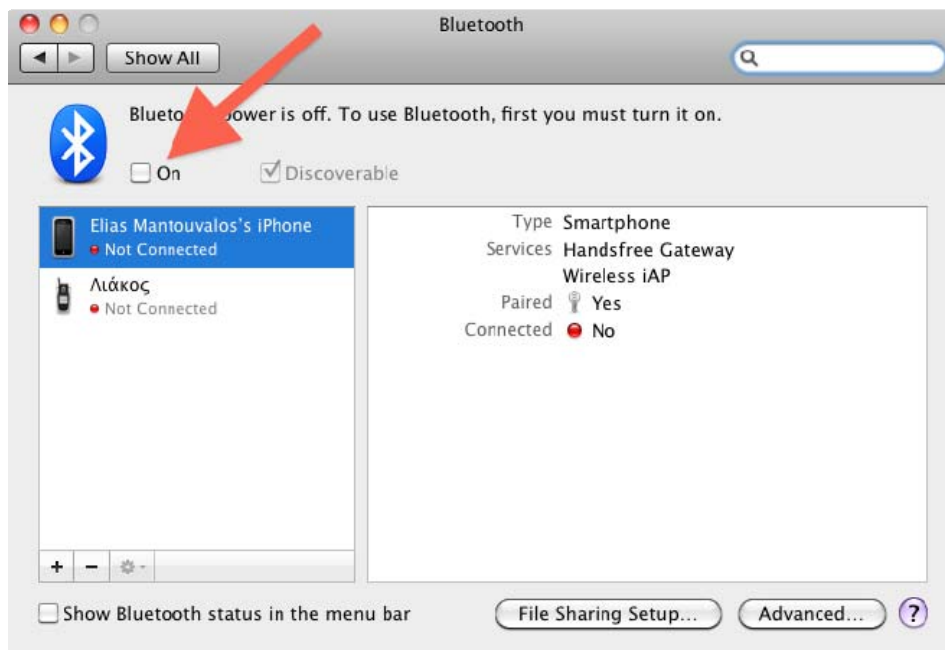 Bluetooth
Show All
Bluetooth power is off. To use Bluetooth, first you must turn it on.
On Discoverable
Elias Mantouvalos's iPhone
Not Connected
Λιάκος
Not Connected
Type Smartphone
Services Handsfree Gateway
Wireless iAP
Paired Yes
Connected No
+ −
Show Bluetooth status in the menu bar
File Sharing Setup... Advanced... ?